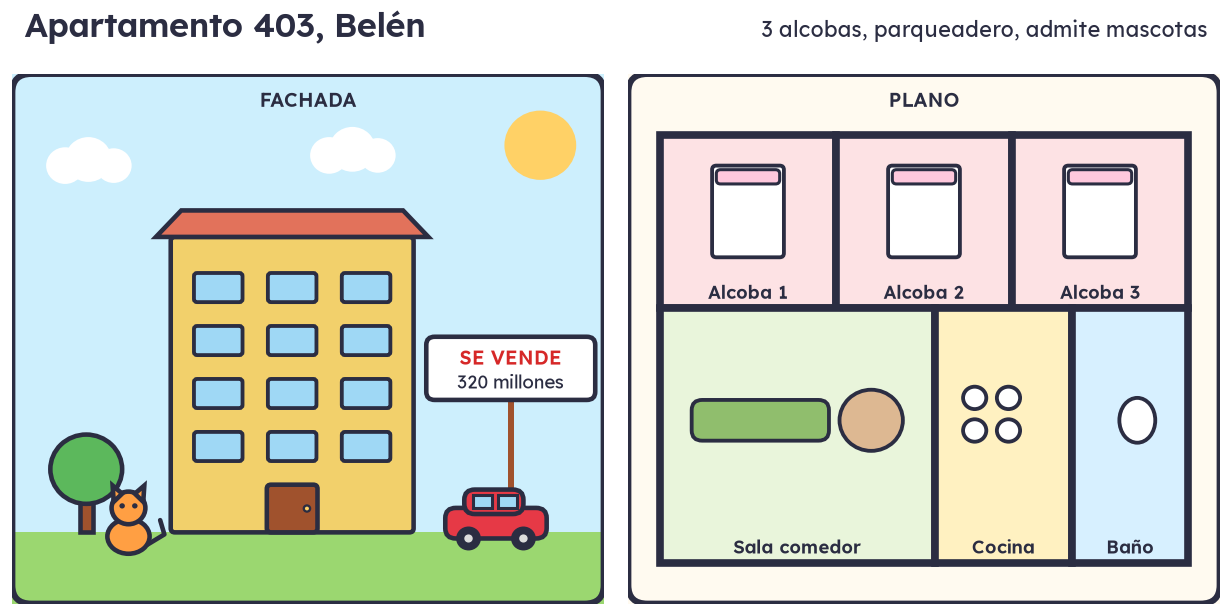 Apartamento 403, Belén
3 alcobas, parqueadero, admite mascotas
FACHADA
SE VENDE
320 millones
PLANO
Alcoba 1
Alcoba 2
Alcoba 3
Sala comedor
Cocina
Baño